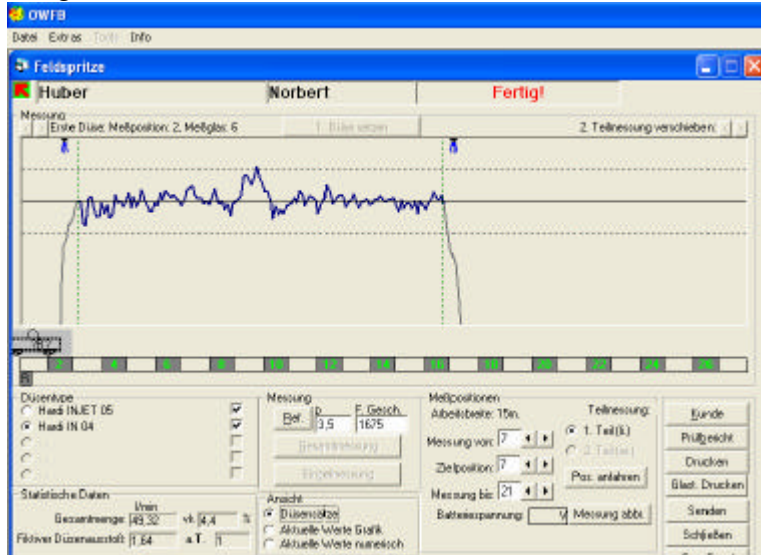 OWFB
Datei Extras Tools Info
Feldspritze
Huber Norbert Fertig!
Messung
Erste Düse: Meßposition: 2, Meßglas: 6 1. Düse setzen 2. Teilmessung verschieben:
2 4 6 8 10 12 14 16 18 20 22 24 26
R
Düsentype
Hardi INJET 05
Hardi IN 04
Messung
Bef. p F. Gesch.
3,5 1675
Gesamtmessung
Einzelmessung
Meßpositionen
Arbeitsbreite: 15m. Teilmessung:
Messung von: 7 1. Teil(li.)
2. Teil(re.)
Zielposition: 7 Pos. anfahren
Messung bis: 21
Batteriespannung: V Messung abbr.
Kunde
Prüfbericht
Drucken
Glast. Drucken
Senden
Schließen
Statistische Daten
l/min
Gesamtmenge: 49,32 vk: 4,4 %
Fiktiver Düsenausstoß: 1,64 a.T. 1
Ansicht
Düsensätze
Aktuelle Werte Grafik
Aktuelle Werte numerisch